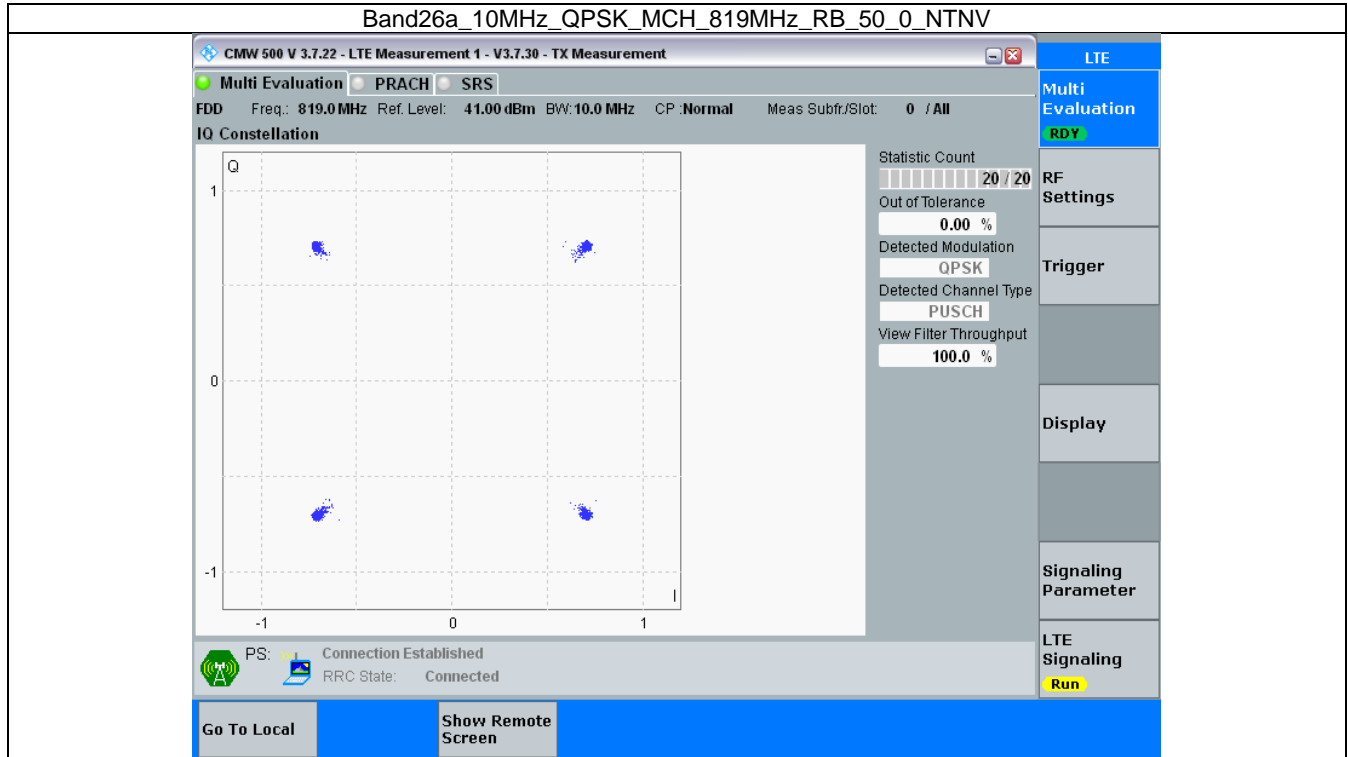 Band26a_10MHz_QPSK_MCH_819MHz_RB_50_0_NTNV
CMW 500 V 3.7.22 - LTE Measurement 1 - V3.7.30 - TX Measurement
LTE
Multi Evaluation PRACH SRS
Multi
Evaluation
RDY
FDD Freq.: 819.0 MHz Ref. Level: 41.00 dBm BW: 10.0 MHz CP :Normal Meas Subfr./Slot: 0 / All
IQ Constellation
Q
1
0
-1
I
-1 0 1
Statistic Count
20 / 20
Out of Tolerance
0.00 %
Detected Modulation
QPSK
Detected Channel Type
PUSCH
View Filter Throughput
100.0 %
RF
Settings
Trigger
Display
Signaling
Parameter
LTE
Signaling
Run
PS: Connection Established
RRC State: Connected
Go To Local
Show Remote
Screen